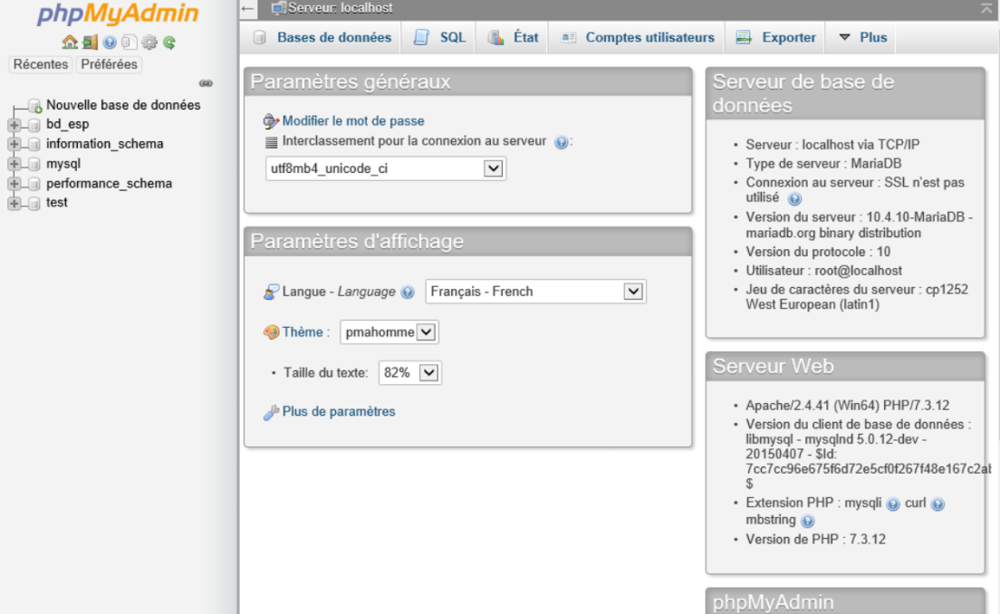 phpMyAdmin
Récentes Préférées
Nouvelle base de données
bd_esp
information_schema
mysql
performance_schema
test
Serveur: localhost
Bases de données SQL État Comptes utilisateurs Exporter Plus
Paramètres généraux
Modifier le mot de passe
Interclassement pour la connexion au serveur :
utf8mb4_unicode_ci
Paramètres d'affichage
Langue - Language Français - French
Thème : pmahomme
Taille du texte: 82%
Plus de paramètres
Serveur de base de
données
Serveur : localhost via TCP/IP
Type de serveur : MariaDB
Connexion au serveur : SSL n'est pas
utilisé
Version du serveur : 10.4.10-MariaDB -
mariadb.org binary distribution
Version du protocole : 10
Utilisateur : root@localhost
Jeu de caractères du serveur : cp1252
West European (latin1)
Serveur Web
Apache/2.4.41 (Win64) PHP/7.3.12
Version du client de base de données :
libmysql - mysqlnd 5.0.12-dev -
20150407 - $Id:
7cc7cc96e675f6d72e5cf0f267f48e167c2ab
$
Extension PHP : mysqli curl
mbstring
Version de PHP : 7.3.12
phpMyAdmin